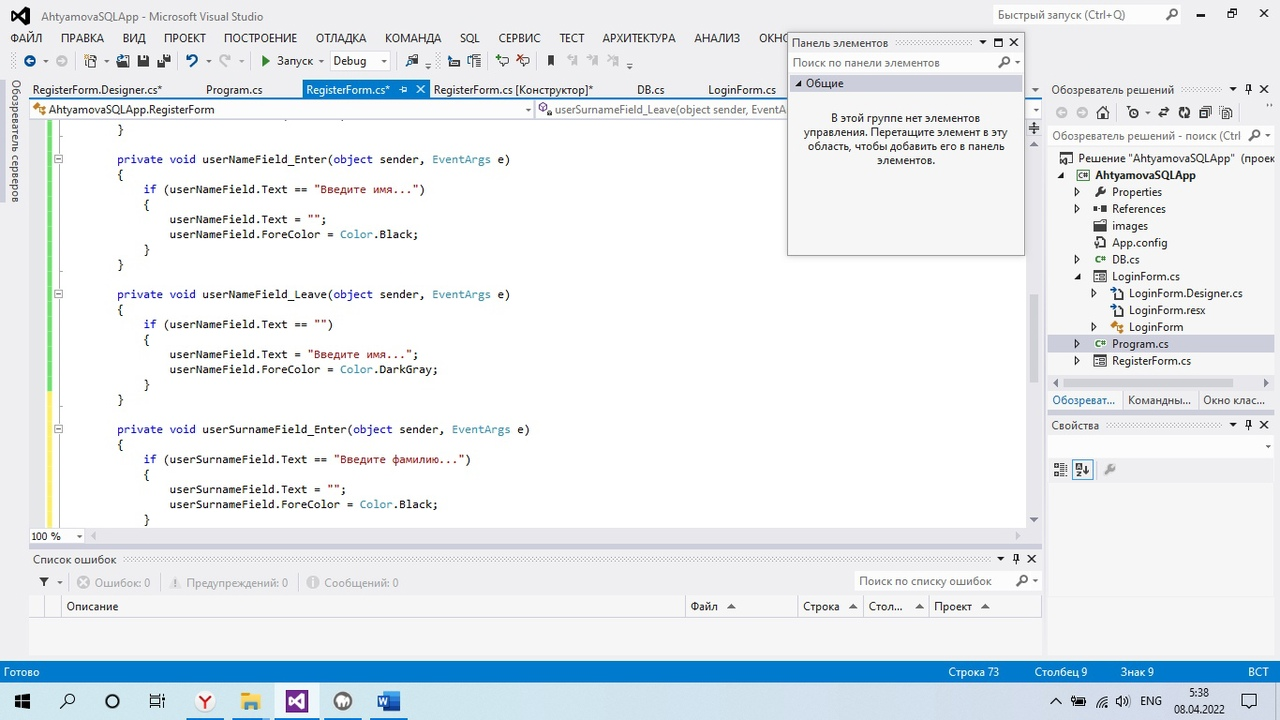 AhtyamovaSQLApp - Microsoft Visual Studio
Быстрый запуск (Ctrl+Q)
ФАЙЛ ПРАВКА ВИД ПРОЕКТ ПОСТРОЕНИЕ ОТЛАДКА КОМАНДА SQL СЕРВИС ТЕСТ АРХИТЕКТУРА АНАЛИЗ
Запуск Debug
RegisterForm.Designer.cs* Program.cs RegisterForm.cs* RegisterForm.cs [Конструктор]* DB.cs LoginForm.cs
AhtyamovaSQLApp.RegisterForm
userSurnameField_Leave(object sender, EventA
Обозреватель серверов
}
private void userNameField_Enter(object sender, EventArgs e)
{
if (userNameField.Text == "Введите имя...")
{
userNameField.Text = "";
userNameField.ForeColor = Color.Black;
}
}
private void userNameField_Leave(object sender, EventArgs e)
{
if (userNameField.Text == "")
{
userNameField.Text = "Введите имя...";
userNameField.ForeColor = Color.DarkGray;
}
}
private void userSurnameField_Enter(object sender, EventArgs e)
{
if (userSurnameField.Text == "Введите фамилию...")
{
userSurnameField.Text = "";
userSurnameField.ForeColor = Color.Black;
}
100 %
Панель элементов
Поиск по панели элементов
Общие
В этой группе нет элементов
управления. Перетащите элемент в эту
область, чтобы добавить его в панель
элементов.
Обозреватель решений
Обозреватель решений - поиск (Ctrl
Решение "AhtyamovaSQLApp" (проек
AhtyamovaSQLApp
Properties
References
images
App.config
DB.cs
LoginForm.cs
LoginForm.Designer.cs
LoginForm.resx
LoginForm
Program.cs
RegisterForm.cs
Обозреват... Командны... Окно клас...
Свойства
Список ошибок
Ошибок: 0 Предупреждений: 0 Сообщений: 0
Поиск по списку ошибок
Описание Файл Строка Стол... Проект
Готово Строка 73 Столбец 9 Знак 9 ВСТ
ENG
5:38
08.04.2022